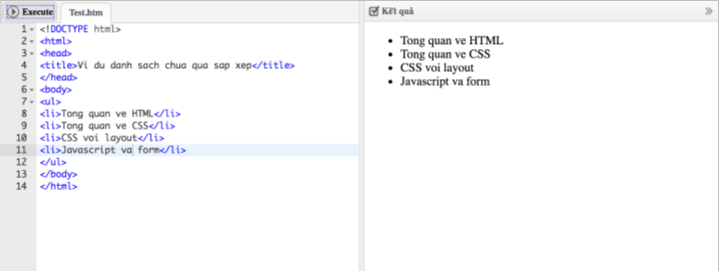 Execute Test.htm
1 <!DOCTYPE html>
2 <html>
3 <head>
4 <title>Vi du danh sach chua qua sap xep</title>
5 </head>
6 <body>
7 <ul>
8 <li>Tong quan ve HTML</li>
9 <li>Tong quan ve CSS</li>
10 <li>CSS voi layout</li>
11 <li>Javascript va form</li>
12 </ul>
13 </body>
14 </html>
Kết quả
• Tong quan ve HTML
• Tong quan ve CSS
• CSS voi layout
• Javascript va form